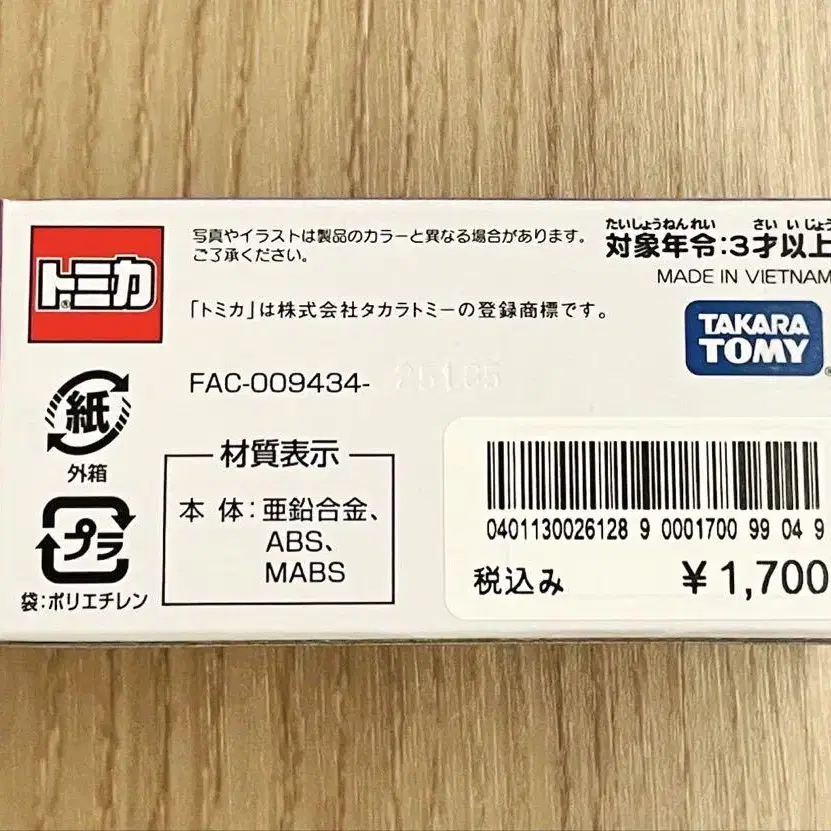 トミカ
写真やイラストは製品のカラーと異なる場合があります。
ご了承ください。
たいしょうねんれい さいいじょう
対象年令:3才以上
MADE IN VIETNAM
「トミカ」は株式会社タカラトミーの登録商標です。
TAKARA
TOMY
®
FAC-009434-
紙
外箱
プラ
袋:ポリエチレン
材質表示
本 体:亜鉛合金、
ABS、
MABS
0401130026128 9 0001700 99 04 9
税込み ¥1,700